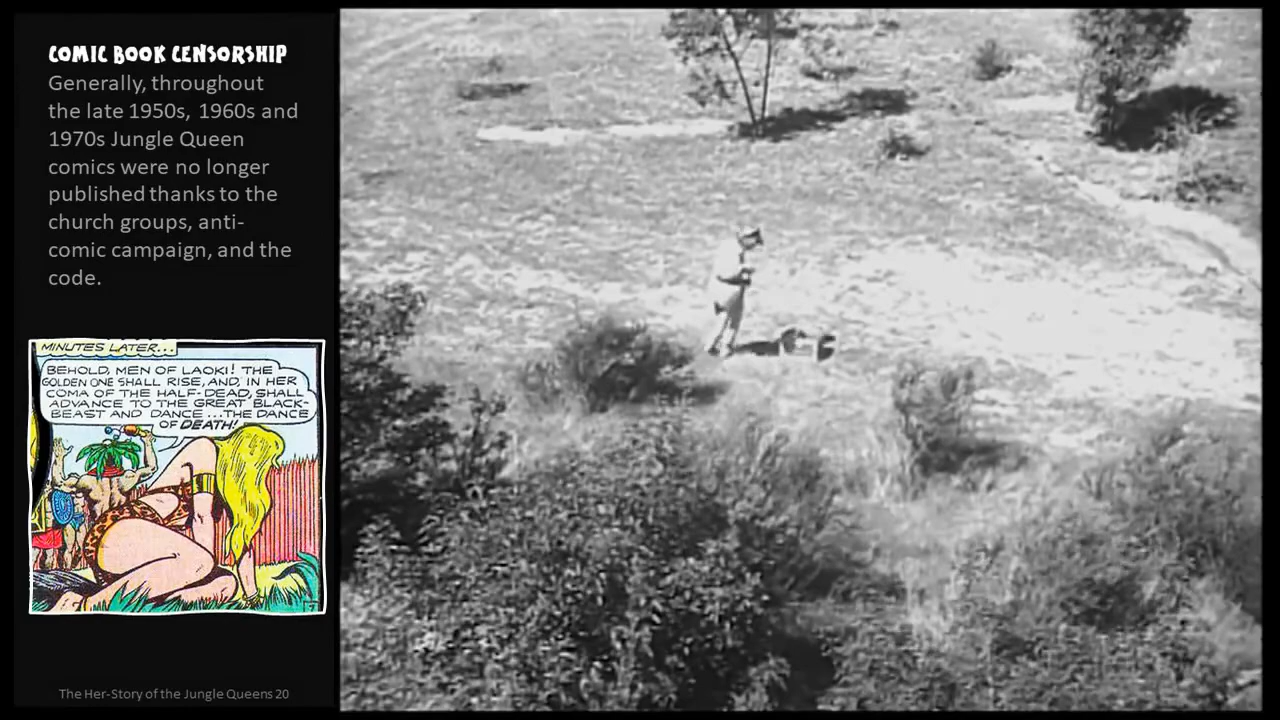 COMIC BOOK CENSORSHIP
Generally, throughout
the late 1950s, 1960s and
1970s Jungle Queen
comics were no longer
published thanks to the
church groups, anti-
comic campaign, and the
code.
MINUTES LATER...
BEHOLD, MEN OF LAOKI! THE
GOLDEN ONE SHALL RISE, AND, IN HER
COMA OF THE HALF-DEAD, SHALL
ADVANCE TO THE GREAT BLACK-
BEAST AND DANCE...THE DANCE
OF DEATH!
7
The Her-Story of the Jungle Queens 20